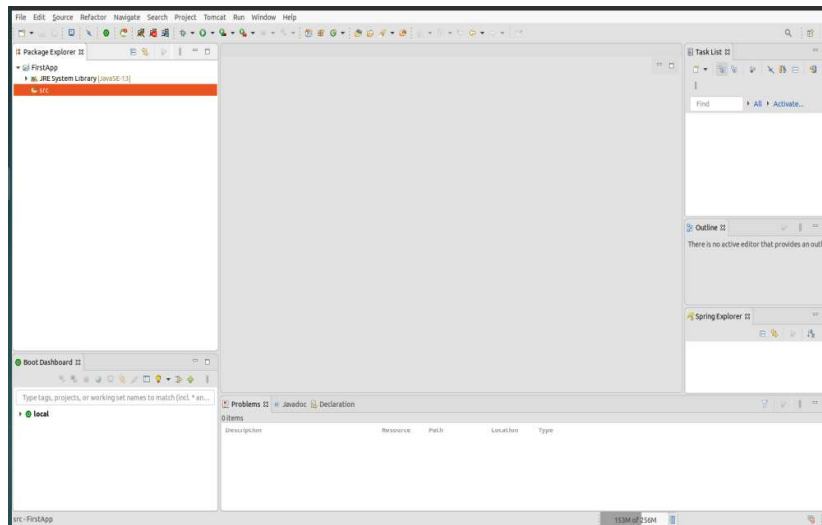 File Edit Source Refactor Navigate Search Project Tomcat Run Window Help
Package Explorer
FirstApp
JRE System Library [JavaSE-13]
src
Task List
Find
All
Activate...
Outline
There is no active editor that provides an outl
Spring Explorer
Boot Dashboard
Type tags, projects, or working set names to match (incl. * an...
local
Problems Javadoc Declaration
0 items
Description Resource Path Location Type
src - FirstApp
153M of 256M